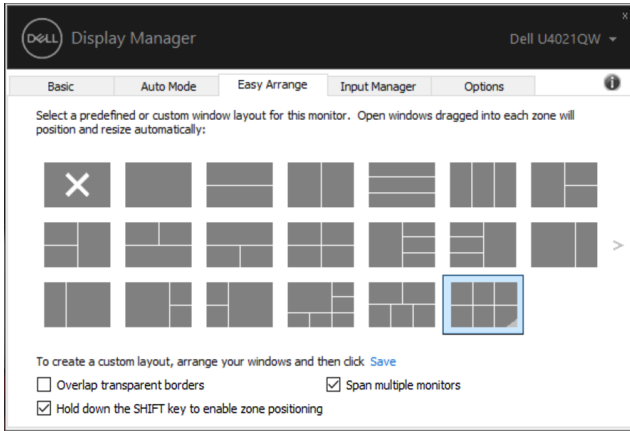 x
DELL Display Manager
Dell U4021QW
Basic Auto Mode Easy Arrange Input Manager Options
Select a predefined or custom window layout for this monitor. Open windows dragged into each zone will
position and resize automatically:
>
To create a custom layout, arrange your windows and then click Save
Overlap transparent borders Span multiple monitors
Hold down the SHIFT key to enable zone positioning